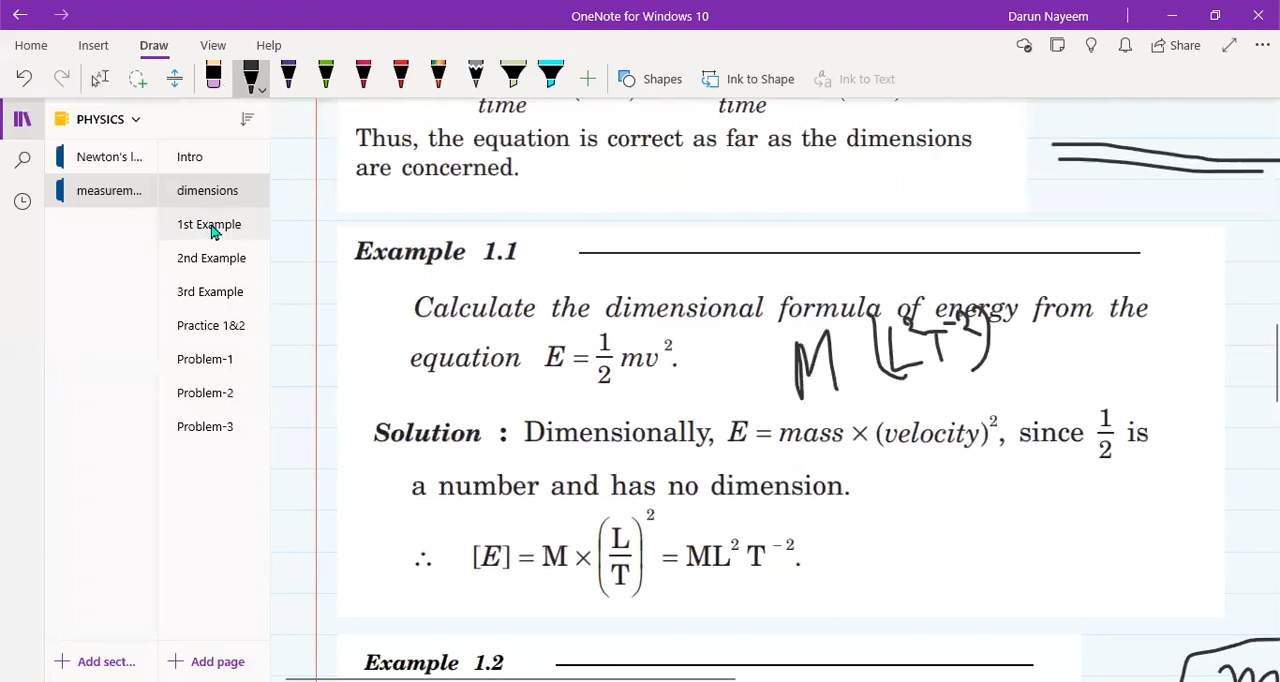 OneNote for Windows 10
Darun Nayeem
Home Insert Draw View Help
Share
Shapes
Ink to Shape
Ink to Text
PHYSICS
Newton's l...
measurem...
Intro
dimensions
1st Example
2nd Example
3rd Example
Practice 1&2
Problem-1
Problem-2
Problem-3
+ Add sect...
+ Add page
time time
Thus, the equation is correct as far as the dimensions
are concerned.
Example 1.1
Calculate the dimensional formula of energy from the
equation E = 1/2 mv².
M (L²T⁻²)
Solution : Dimensionally, E = mass × (velocity)², since 1/2 is
a number and has no dimension.
∴ [E] = M × (L/T)² = ML² T⁻².
Example 1.2